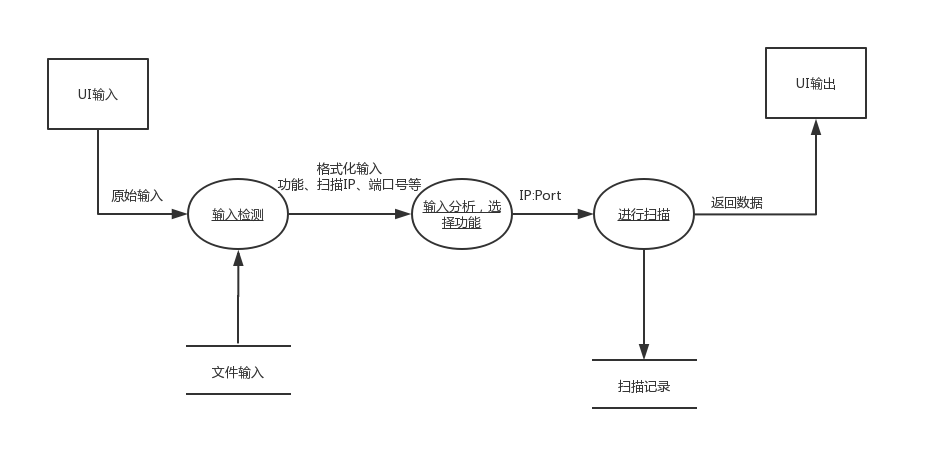 UI输入
UI输出
原始输入
格式化输入
功能、扫描IP、端口号等
IP:Port
返回数据
输入检测
输入分析，选
择功能
进行扫描
文件输入
扫描记录